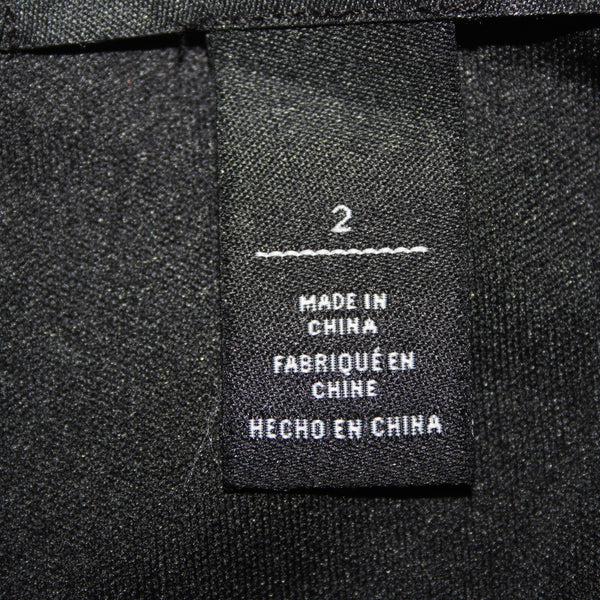 2
MADE IN
CHINA
FABRIQUÉ EN
CHINE
HECHO EN CHINA